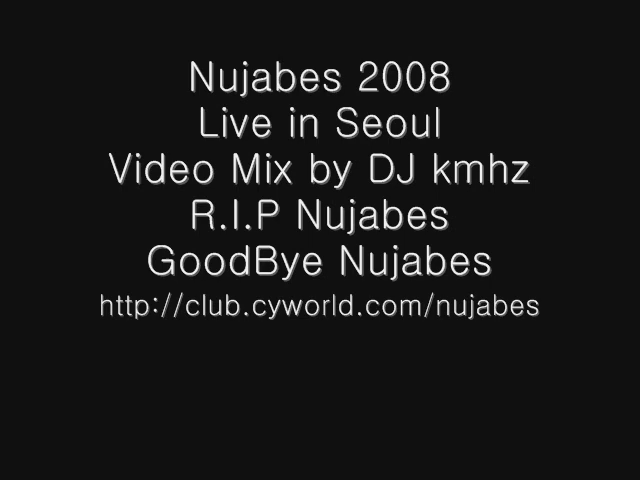 Nujabes 2008
Live in Seoul
Video Mix by DJ kmhz
R.I.P Nujabes
GoodBye Nujabes
http://club.cyworld.com/nujabes